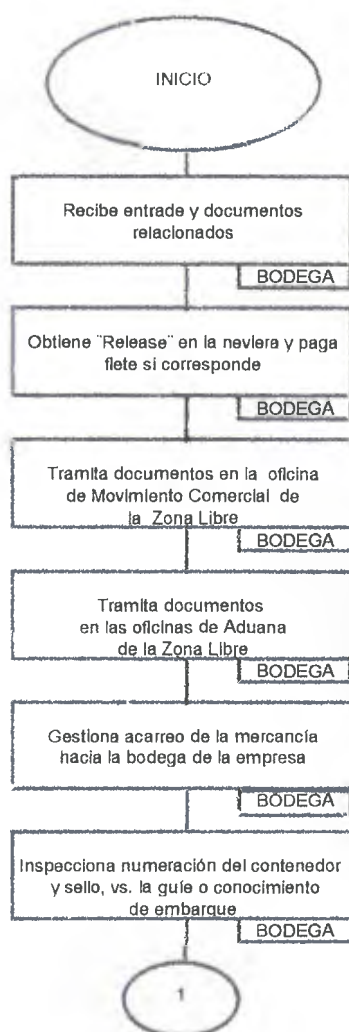 INICIO
Recibe entrade y documentos
relacionados
BODEGA
Obtiene ¨Release¨ en la neviera y paga
flete si corresponde
BODEGA
Tramita documentos en la oficina
de Movimiento Comercial de
la Zona Libre
BODEGA
Tramita documentos
en las oficinas de Aduana
de la Zona Libre
BODEGA
Gestiona acarreo de la mercancía
hacia la bodega de la empresa
BODEGA
Inspecciona numeración del contenedor
y sello, vs. la guíe o conocimiento
de embarque
BODEGA
1